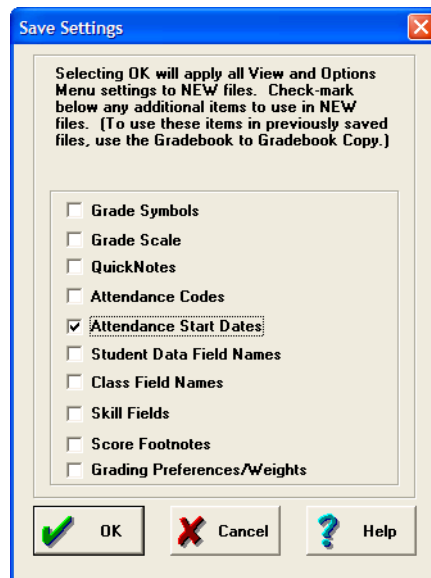 Save Settings
Selecting OK will apply all View and Options
Menu settings to NEW files. Check-mark
below any additional items to use in NEW
files. (To use these items in previously saved
files, use the Gradebook to Gradebook Copy.)
Grade Symbols
Grade Scale
QuickNotes
Attendance Codes
Attendance Start Dates
Student Data Field Names
Class Field Names
Skill Fields
Score Footnotes
Grading Preferences/Weights
OK Cancel Help